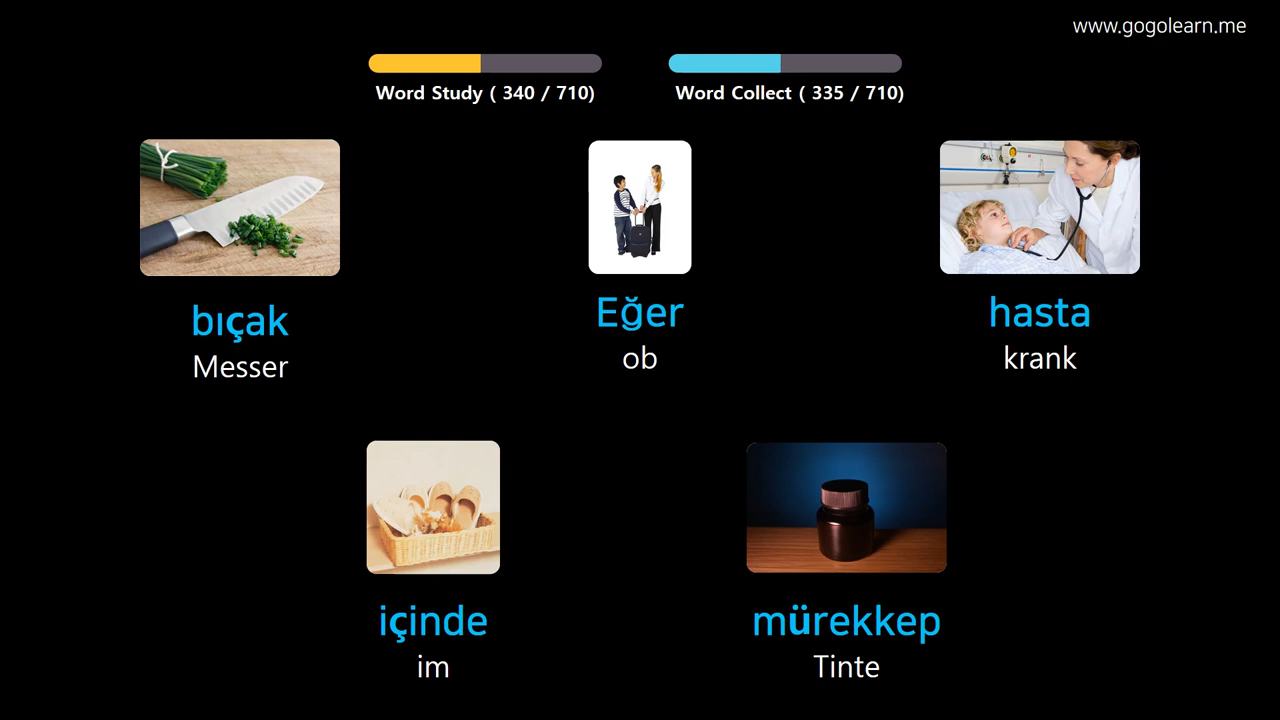 www.gogolearn.me
Word Study ( 340 / 710)
Word Collect ( 335 / 710)
bıçak
Messer
Eğer
ob
hasta
krank
içinde
im
mürekkep
Tinte